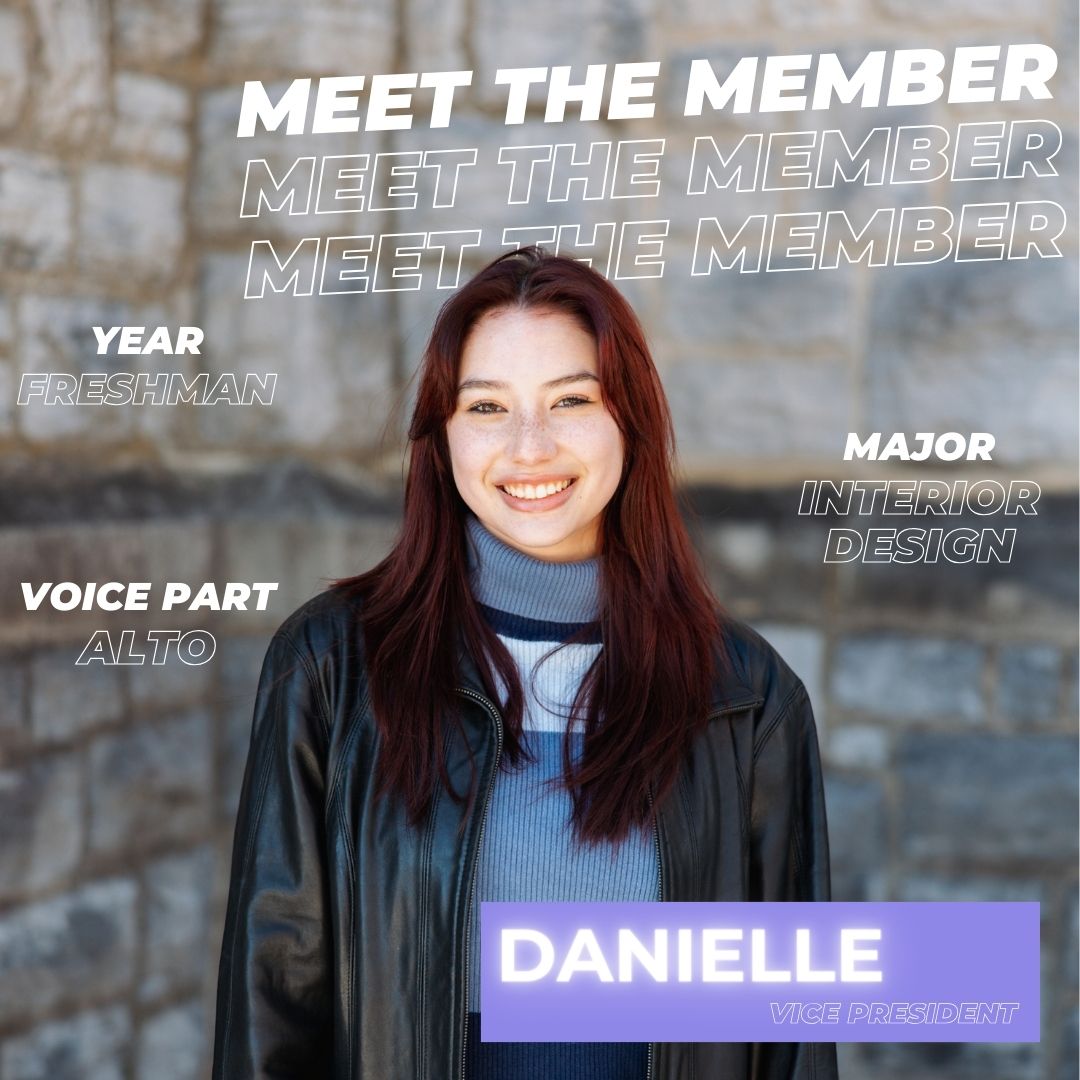 MEET THE MEMBER
MEET THE MEMBER
MEET THE MEMBER
YEAR
FRESHMAN
MAJOR
INTERIOR
DESIGN
VOICE PART
ALTO
DANIELLE
VICE PRESIDENT